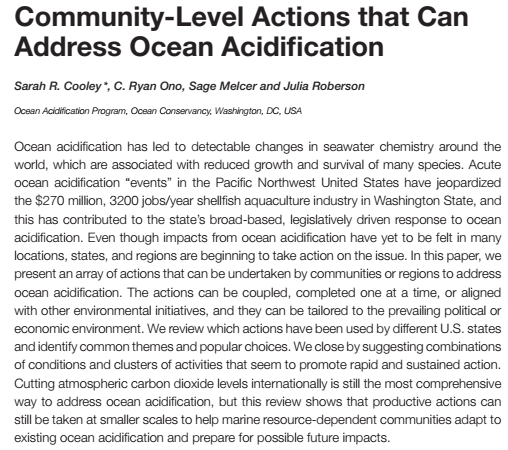 Community-Level Actions that Can
Address Ocean Acidification
Sarah R. Cooley*, C. Ryan Ono, Sage Melcer and Julia Roberson
Ocean Acidification Program, Ocean Conservancy, Washington, DC, USA
Ocean acidification has led to detectable changes in seawater chemistry around the
world, which are associated with reduced growth and survival of many species. Acute
ocean acidification “events” in the Pacific Northwest United States have jeopardized
the $270 million, 3200 jobs/year shellfish aquaculture industry in Washington State, and
this has contributed to the state’s broad-based, legislatively driven response to ocean
acidification. Even though impacts from ocean acidification have yet to be felt in many
locations, states, and regions are beginning to take action on the issue. In this paper, we
present an array of actions that can be undertaken by communities or regions to address
ocean acidification. The actions can be coupled, completed one at a time, or aligned
with other environmental initiatives, and they can be tailored to the prevailing political or
economic environment. We review which actions have been used by different U.S. states
and identify common themes and popular choices. We close by suggesting combinations
of conditions and clusters of activities that seem to promote rapid and sustained action.
Cutting atmospheric carbon dioxide levels internationally is still the most comprehensive
way to address ocean acidification, but this review shows that productive actions can
still be taken at smaller scales to help marine resource-dependent communities adapt to
existing ocean acidification and prepare for possible future impacts.